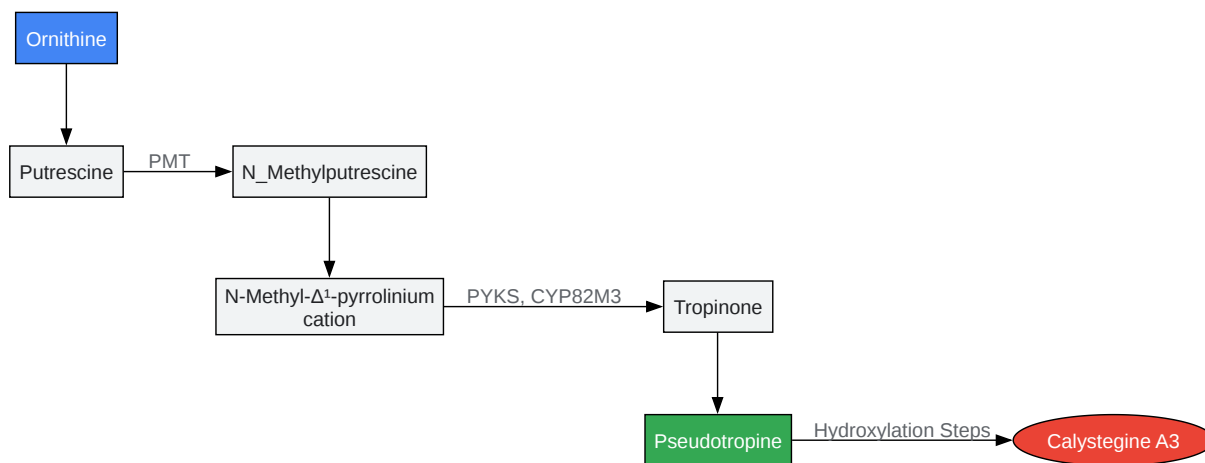 Ornithine
Putrescine
PMT
N_Methylputrescine
N-Methyl-Δ¹-pyrrolinium
cation
PYKS, CYP82M3
Tropinone
Pseudotropine
Hydroxylation Steps
Calystegine A3